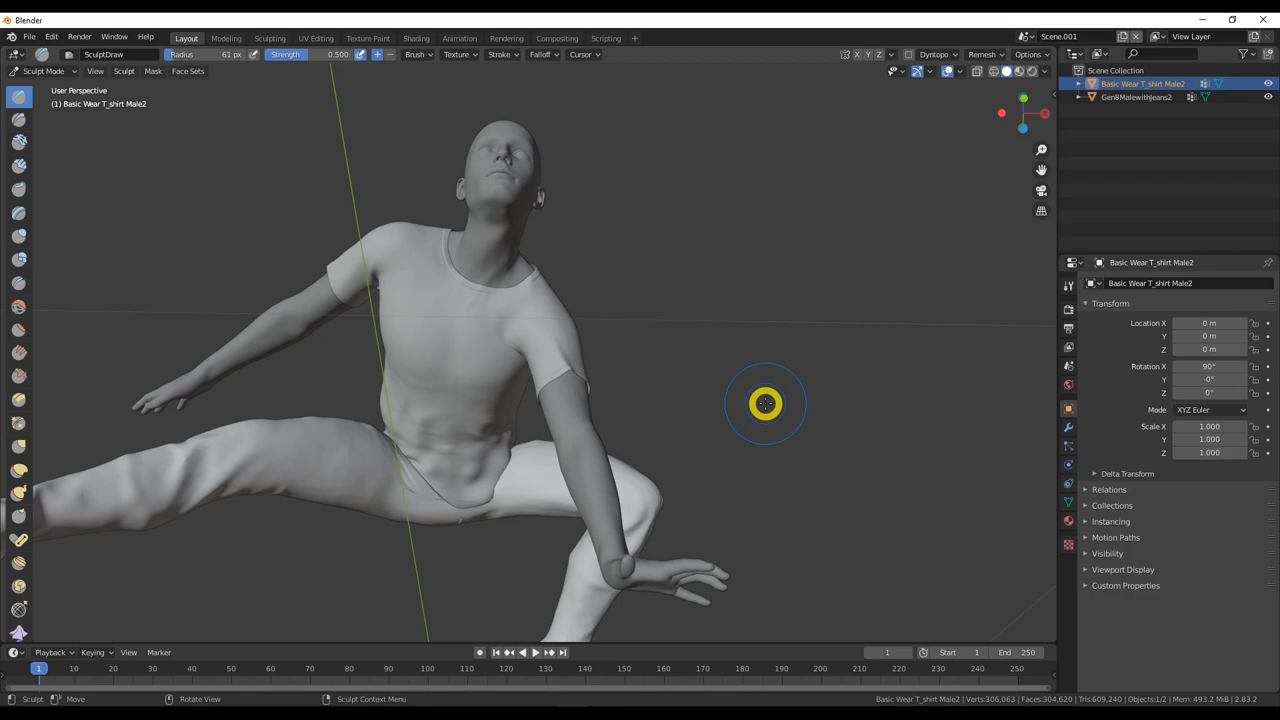 Blender
File Edit Render Window Help Layout Modeling Sculpting UV Editing Texture Paint Shading Animation Rendering Compositing Scripting + Scene.001 View Layer
SculptDraw Radius 61 px Strength 0.500 Brush Texture Stroke Falloff Cursor X Y Z Dyntopo Remesh Options
Sculpt Mode View Sculpt Mask Face Sets
Scene Collection
Basic Wear T_shirt Male2
Gen8MalewithJeans2
User Perspective
(1) Basic Wear T_shirt Male2
Basic Wear T_shirt Male2
Basic Wear T_shirt Male2
Transform
Location X 0 m
Y 0 m
Z 0 m
Rotation X 90°
Y -0°
Z 0°
Mode XYZ Euler
Scale X 1.000
Y 1.000
Z 1.000
Delta Transform
Relations
Collections
Instancing
Motion Paths
Visibility
Viewport Display
Custom Properties
Playback Keying View Marker 1 Start 1 End 250
1 10 20 30 40 50 60 70 80 90 100 110 120 130 140 150 160 170 180 190 200 210 220 230 240 250
Sculpt Move Rotate View Sculpt Context Menu Basic Wear T_shirt Male2 | Verts:306,063 | Faces:304,620 | Tris:609,240 | Objects:1/2 | Mem: 493.2 MiB | 2.83.2